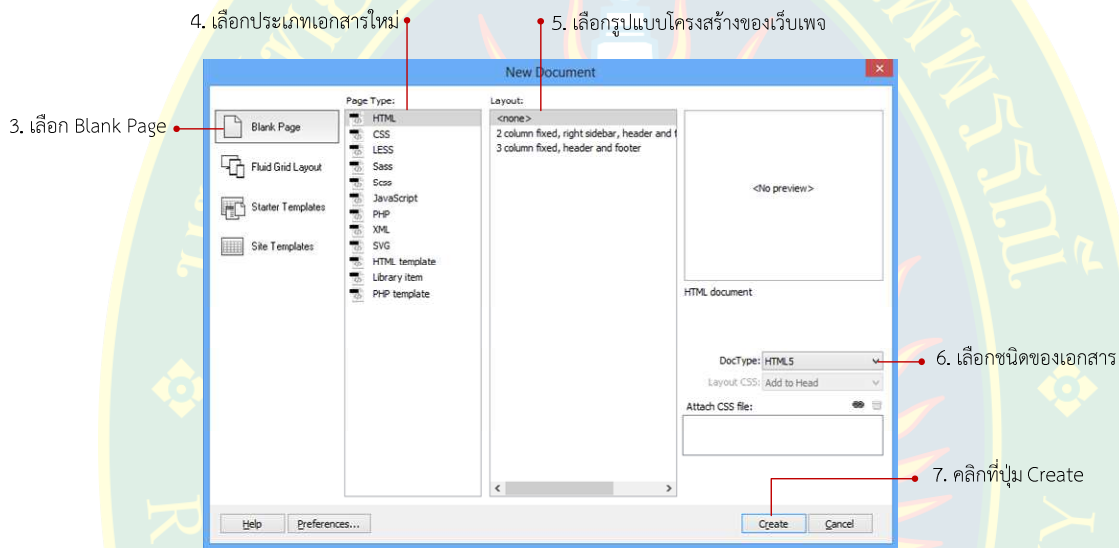 4. เลือกประเภทเอกสารใหม่
5. เลือกรูปแบบโครงสร้างของเว็บเพจ
New Document
3. เลือก Blank Page
Blank Page
Fluid Grid Layout
Starter Templates
Site Templates
Page Type:
HTML
CSS
LESS
Sass
Scss
JavaScript
PHP
XML
SVG
HTML template
Library item
PHP template
Layout:
<none>
2 column fixed, right sidebar, header and f
3 column fixed, header and footer
<No preview>
HTML document
DocType: HTML5
6. เลือกชนิดของเอกสาร
Layout CSS: Add to Head
Attach CSS file:
7. คลิกที่ปุ่ม Create
Help
Preferences...
Create
Cancel